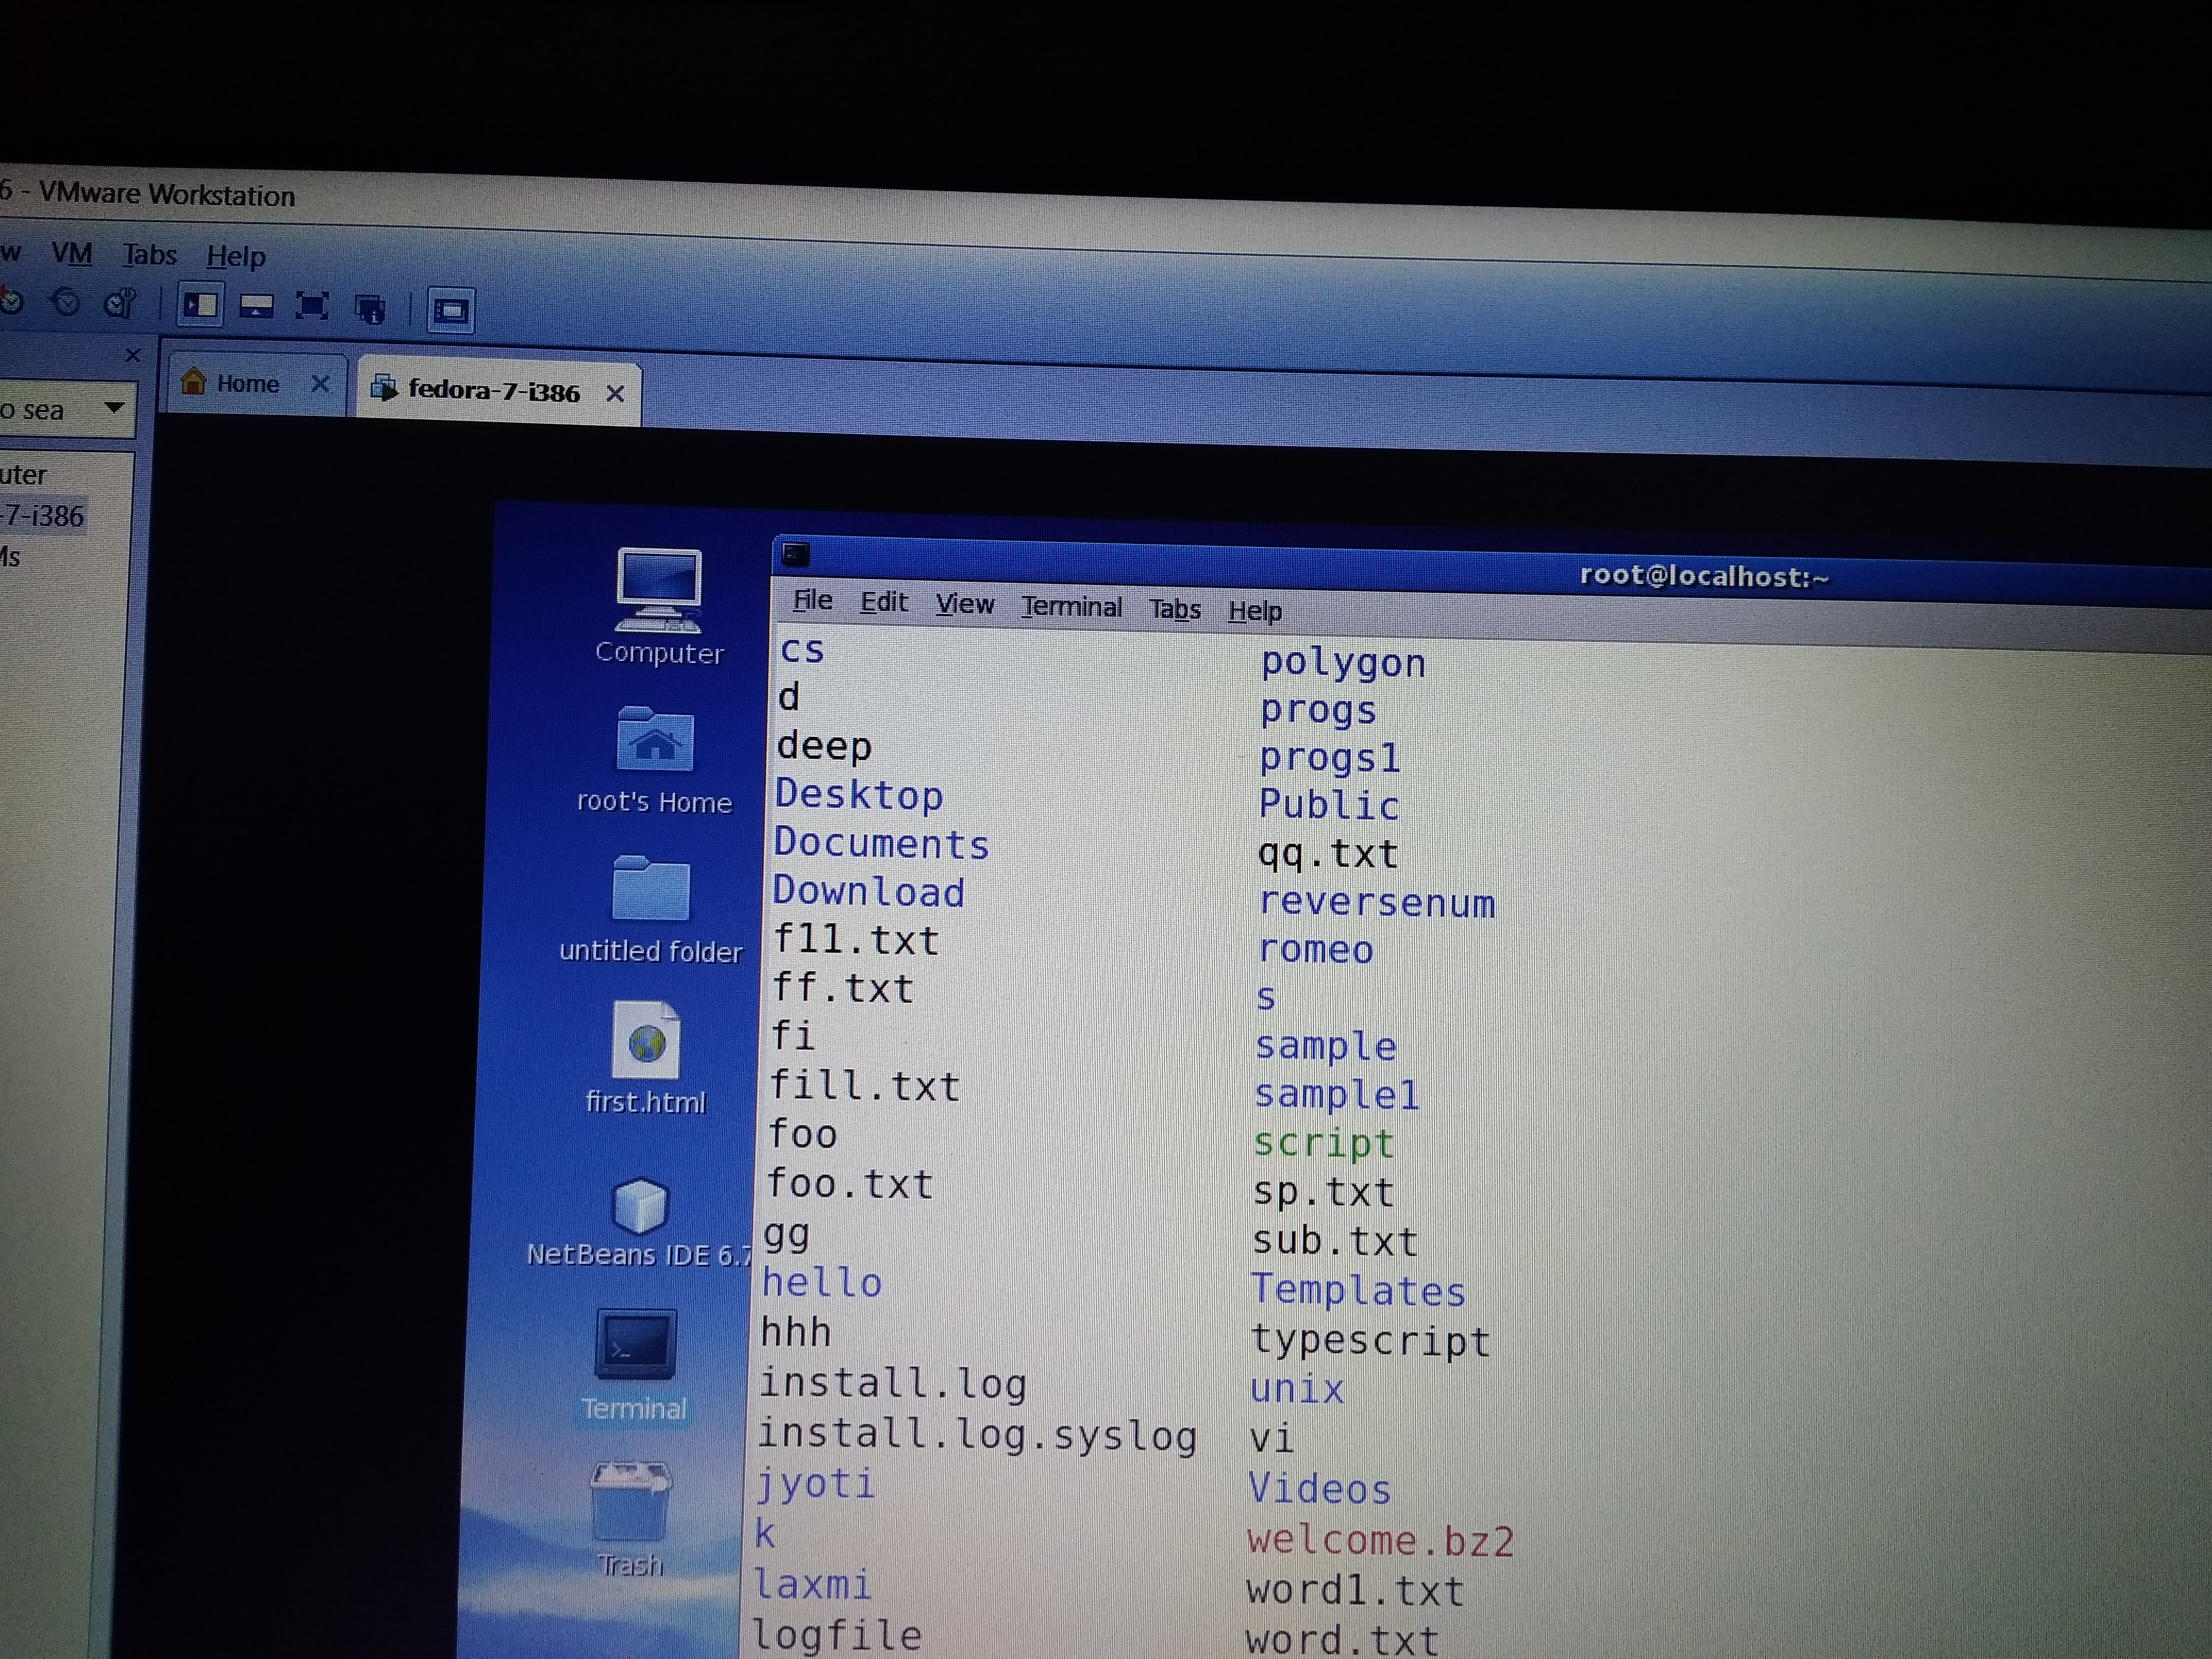 6 - VMware Workstation
w VM Tabs Help
Home
fedora-7-i386
o sea
uter
-7-i386
Ms
Computer
root's Home
untitled folder
first.html
NetBeans IDE 6.7
Terminal
Trash
root@localhost:~
File Edit View Terminal Tabs Help
cs polygon
d progs
deep progs1
Desktop Public
Documents qq.txt
Download reversenum
f11.txt romeo
ff.txt s
fi sample
fill.txt sample1
foo script
foo.txt sp.txt
gg sub.txt
hello Templates
hhh typescript
install.log unix
install.log.syslog vi
jyoti Videos
k welcome.bz2
laxmi word1.txt
logfile word.txt